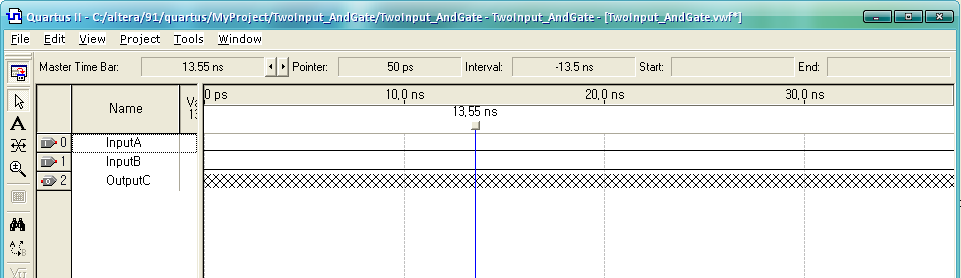 Quartus II - C:/altera/91/quartus/MyProject/TwoInput_AndGate/TwoInput_AndGate - TwoInput_AndGate - [TwoInput_AndGate.vwf*]
File Edit View Project Tools Window
Master Time Bar: 13.55 ns Pointer: 50 ps Interval: -13.5 ns Start: End:
Name Va 13 0 ps 10.0 ns 20.0 ns 30.0 ns
13.55 ns
0 InputA
1 InputB
2 OutputC